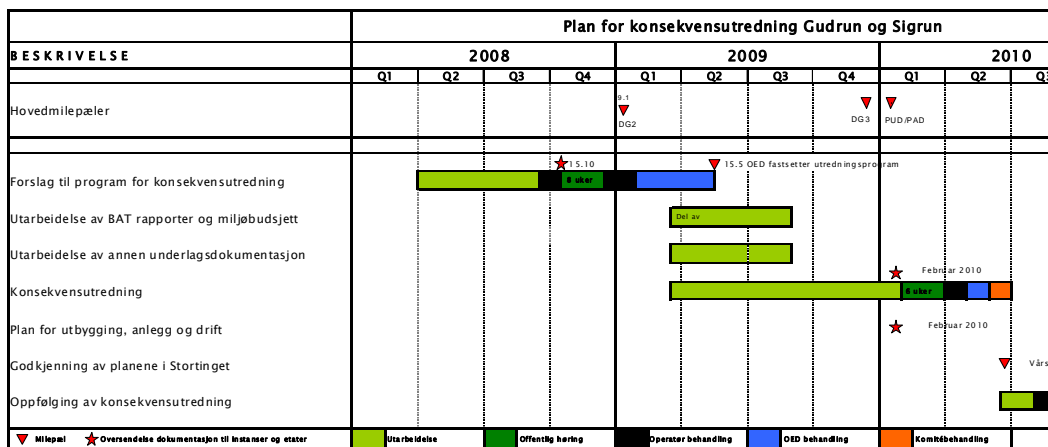 Plan for konsekvensutredning Gudrun og Sigrun
BESKRIVELSE 2008 2009 2010
Q1 Q2 Q3 Q4 Q1 Q2 Q3 Q4 Q1 Q2
Hovedmilepæler
9.1
DG2
DG3
PUD/PAD
15.10
15.5 OED fastsetter utredningsprogram
Forslag til program for konsekvensutredning
6 uker
Utarbeidelse av BAT rapporter og miljøbudsjett
Del av
Utarbeidelse av annen underlagsdokumentasjon
Februar 2010
Konsekvensutredning
6 uker
Plan for utbygging, anlegg og drift
Februar 2010
Godkjenning av planene i Stortinget
Vårs
Oppfølging av konsekvensutredning
Milepæl Oversendelse dokumentasjon til instanser og etater Utarbeidelse Offentlig høring Operatør behandling OED behandling Komitébehandling